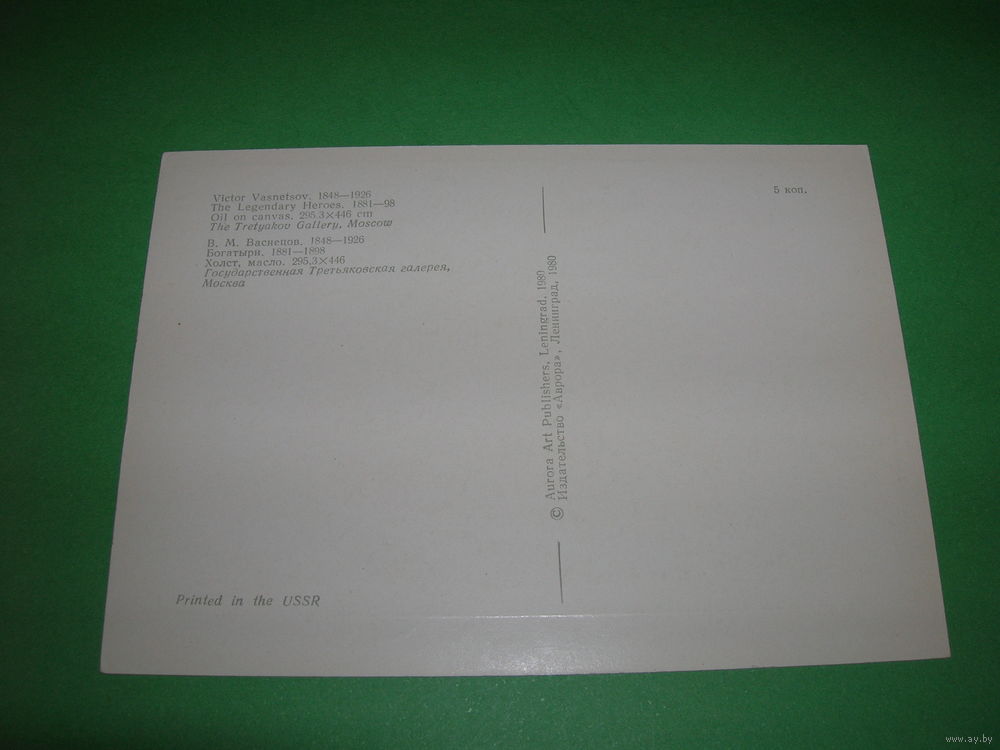 Victor Vasnetsov. 1848—1926
The Legendary Heroes. 1881—98
Oil on canvas. 295.3×446 cm
The Tretyakov Gallery, Moscow
В. М. Васнецов. 1848—1926
Богатыри. 1881—1898
Холст, масло. 295,3×446
Государственная Третьяковская галерея,
Москва
Printed in the USSR
© Aurora Art Publishers, Leningrad, 1980
Издательство «Аврора», Ленинград, 1980
5 коп.
www.ay.by